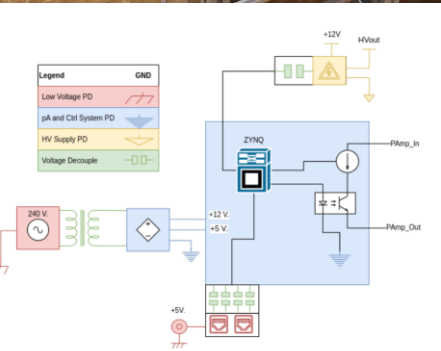 +12V
HVout
Legend GND
Low Voltage PD
pA and Ctrl System PD
HV Supply PD
Voltage Decouple
ZYNQ
PAmp_In
240 V.
+12 V.
+5 V.
PAmp_Out
+5V.